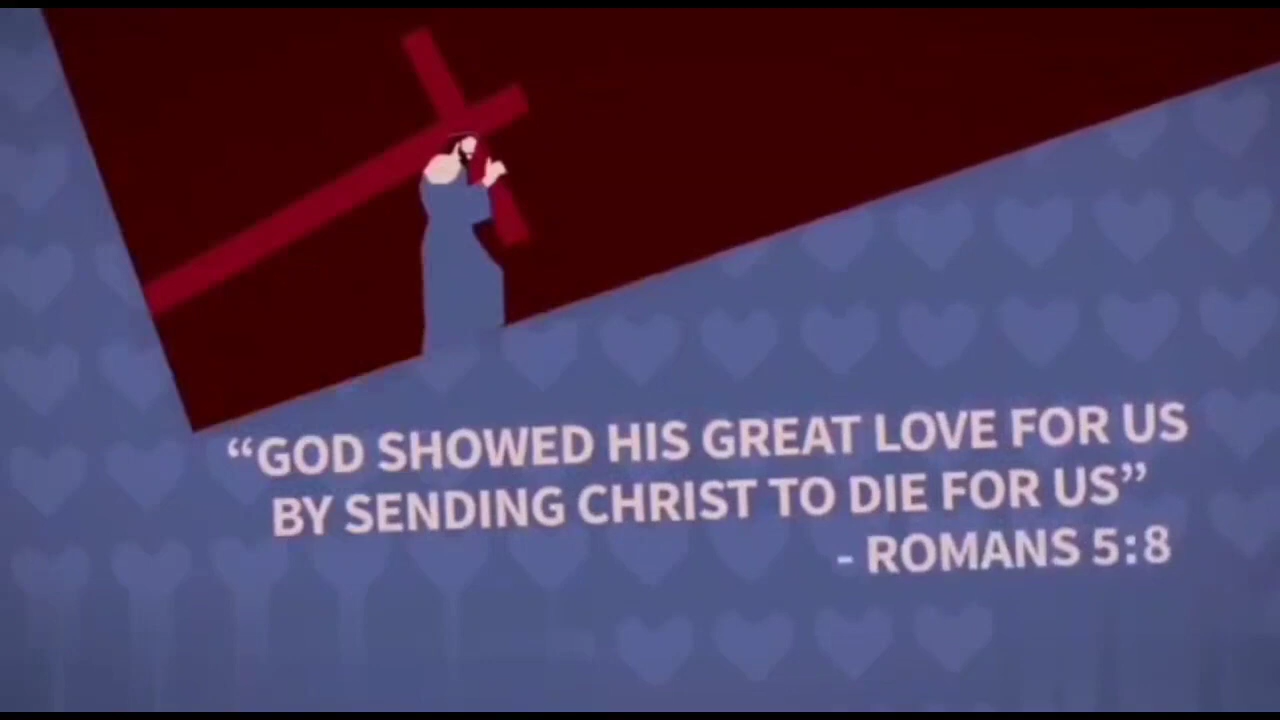 “GOD SHOWED HIS GREAT LOVE FOR US
BY SENDING CHRIST TO DIE FOR US”
- ROMANS 5:8